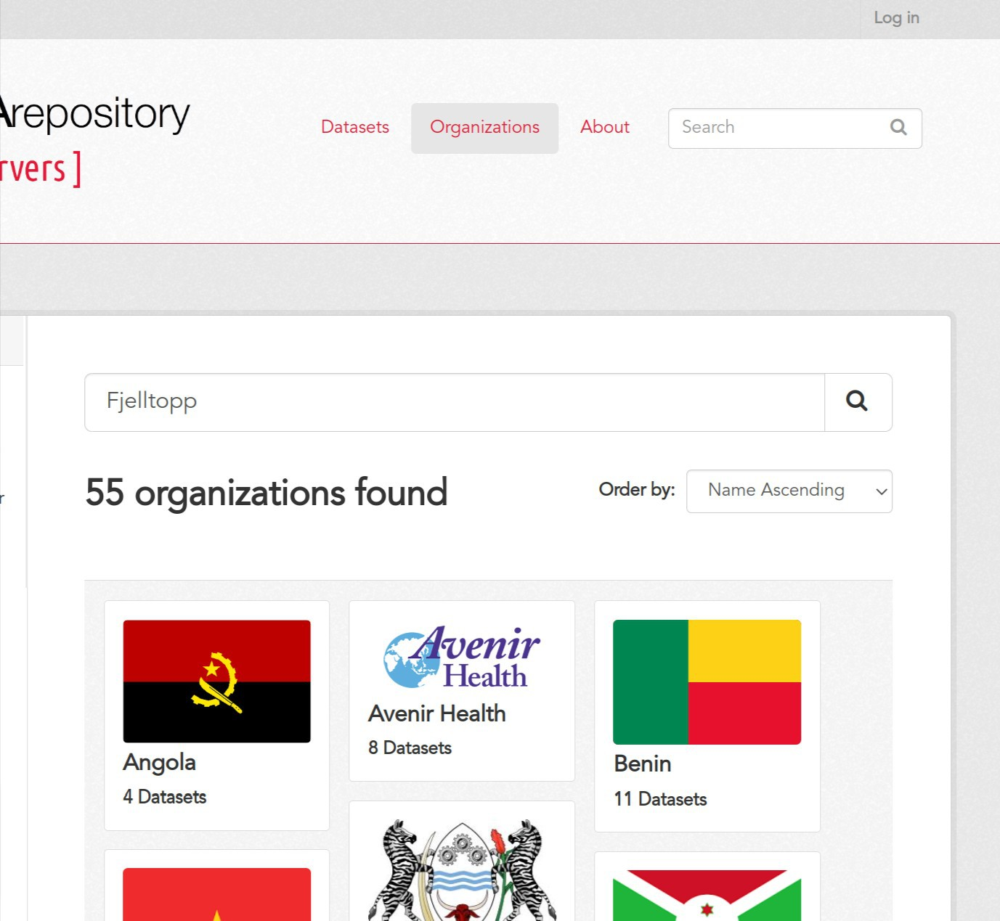 Log in
Arepository
rvers ]
Datasets
Organizations
About
Search
Fjelltopp
55 organizations found
Order by:
Name Ascending
r
Avenir
Health
Angola
4 Datasets
Avenir Health
8 Datasets
Benin
11 Datasets